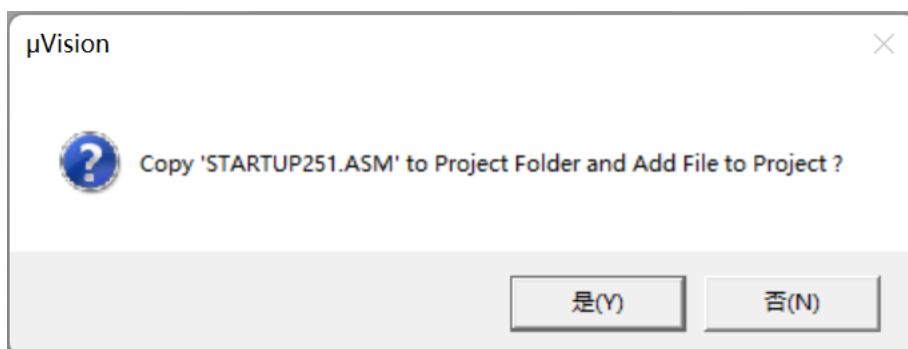 µVision
Copy 'STARTUP251.ASM' to Project Folder and Add File to Project ?
是(Y) 否(N)